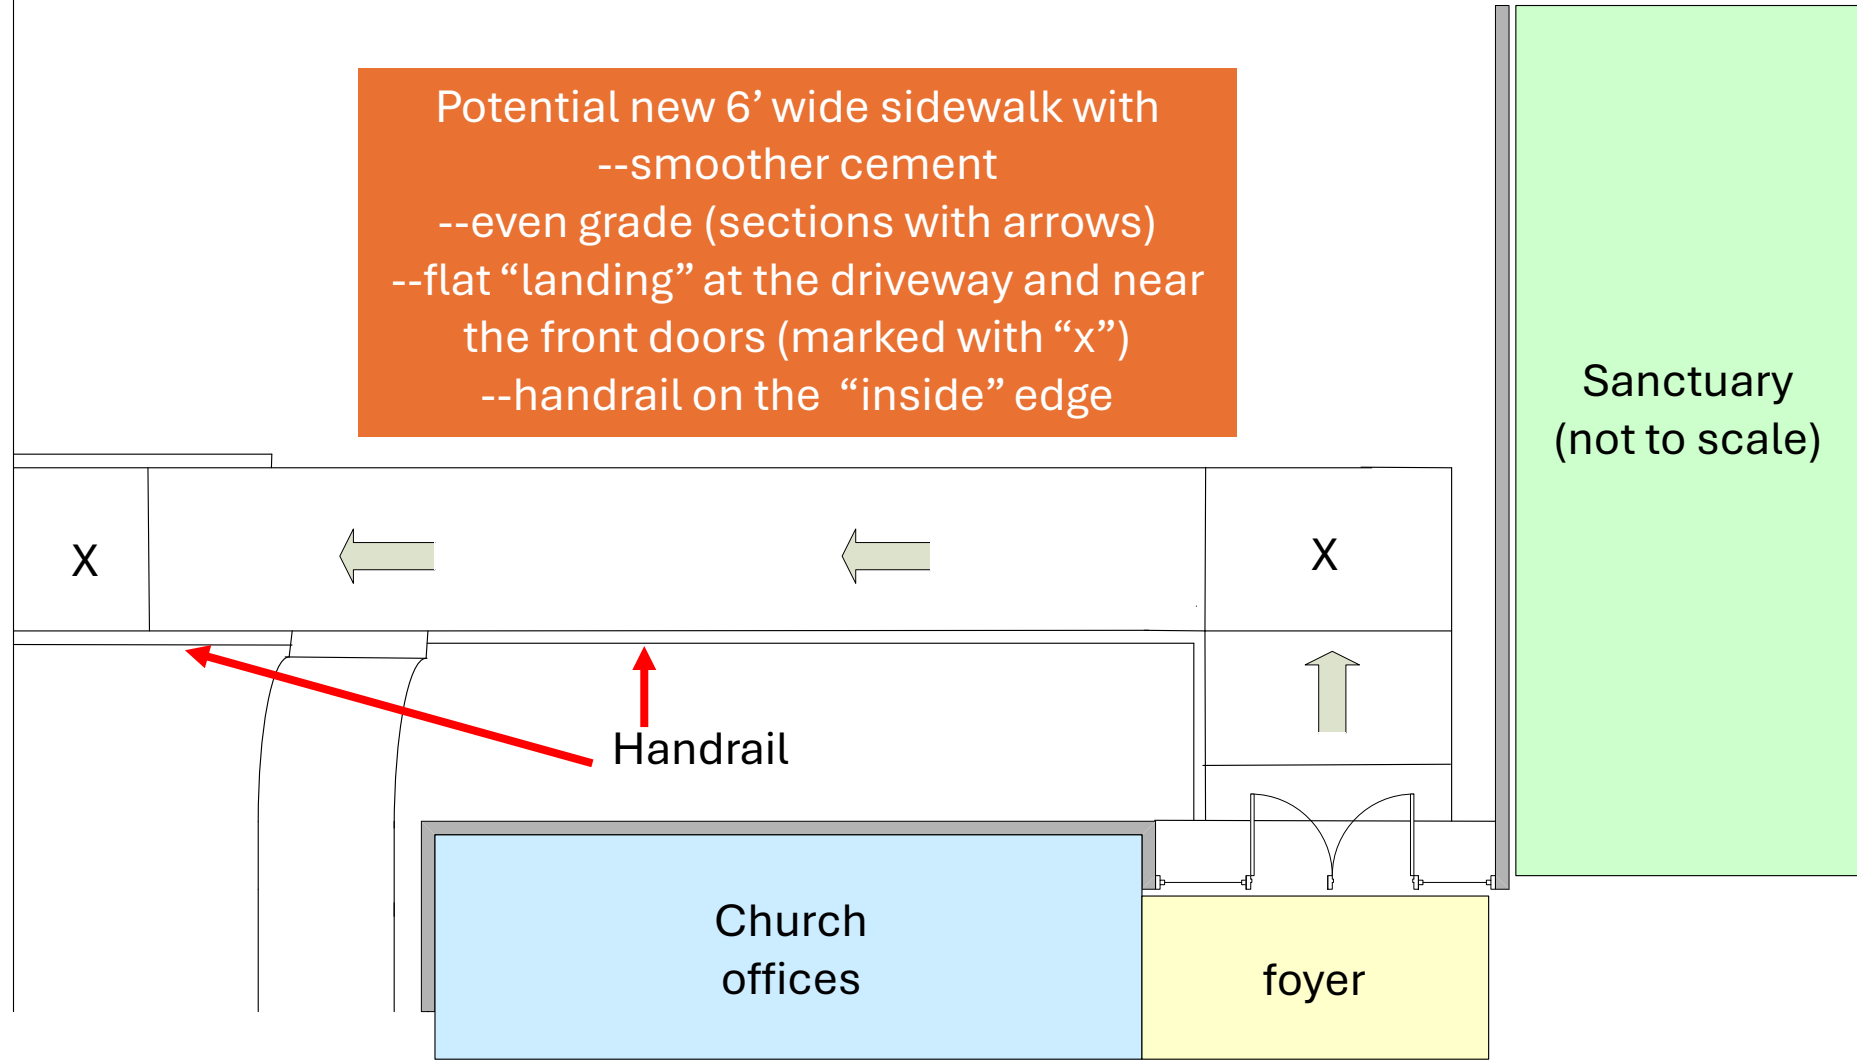 Potential new 6’ wide sidewalk with
--smoother cement
--even grade (sections with arrows)
--flat “landing” at the driveway and near
the front doors (marked with “x”)
--handrail on the “inside” edge
Sanctuary
(not to scale)
X
X
Handrail
Church
offices
foyer